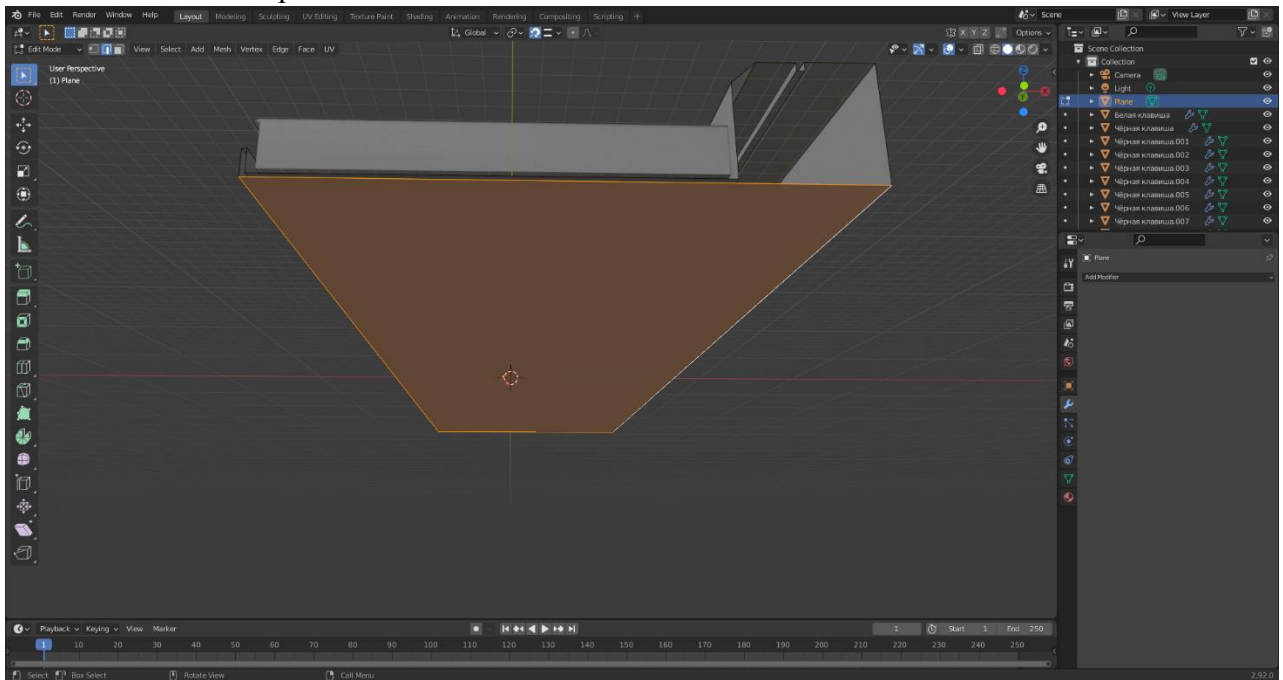 File Edit Render Window Help Layout Modeling Sculpting UV Editing Texture Paint Shading Animation Rendering Compositing Scripting + Scene View Layer
Global X Y Z Options
Edit Mode View Select Add Mesh Vertex Edge Face UV
User Perspective
(1) Plane
Scene Collection
Collection
Camera
Light
Plane
Белая клавиша
Чёрная клавиша
Чёрная клавиша.001
Чёрная клавиша.002
Чёрная клавиша.003
Чёрная клавиша.004
Чёрная клавиша.005
Чёрная клавиша.006
Чёрная клавиша.007
Plane
Add Modifier
Playback Keying View Marker 1 Start 1 End 250
1 10 20 30 40 50 60 70 80 90 100 110 120 130 140 150 160 170 180 190 200 210 220 230 240 250
Select Box Select Rotate View Call Menu 2.92.0